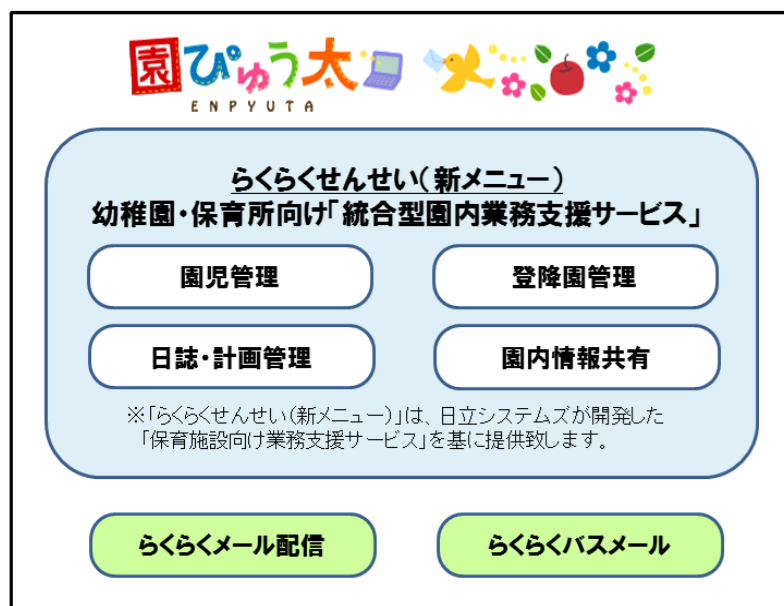 園ぴゅう太
ENPYUTA
らくらくせんせい(新メニュー)
幼稚園・保育所向け「統合型園内業務支援サービス」
園児管理
登降園管理
日誌・計画管理
園内情報共有
※「らくらくせんせい(新メニュー)」は、日立システムズが開発した
「保育施設向け業務支援サービス」を基に提供致します。
らくらくメール配信
らくらくバスメール